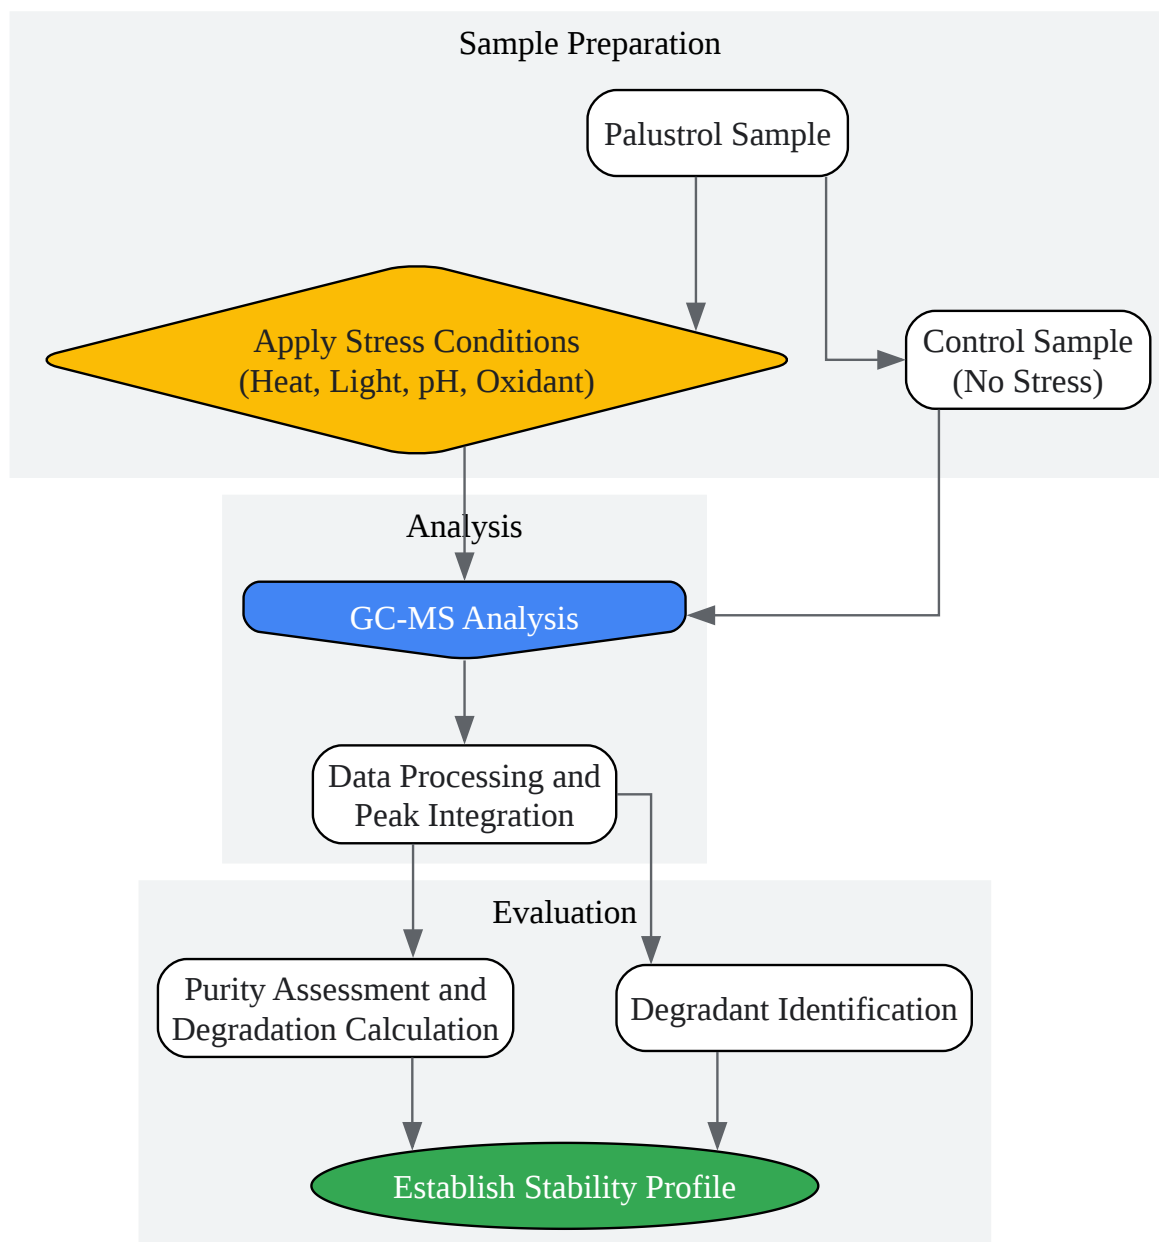 Sample Preparation
Palustrol Sample
Apply Stress Conditions
(Heat, Light, pH, Oxidant)
Control Sample
(No Stress)
Analysis
GC-MS Analysis
Data Processing and
Peak Integration
Evaluation
Purity Assessment and
Degradation Calculation
Degradant Identification
Establish Stability Profile